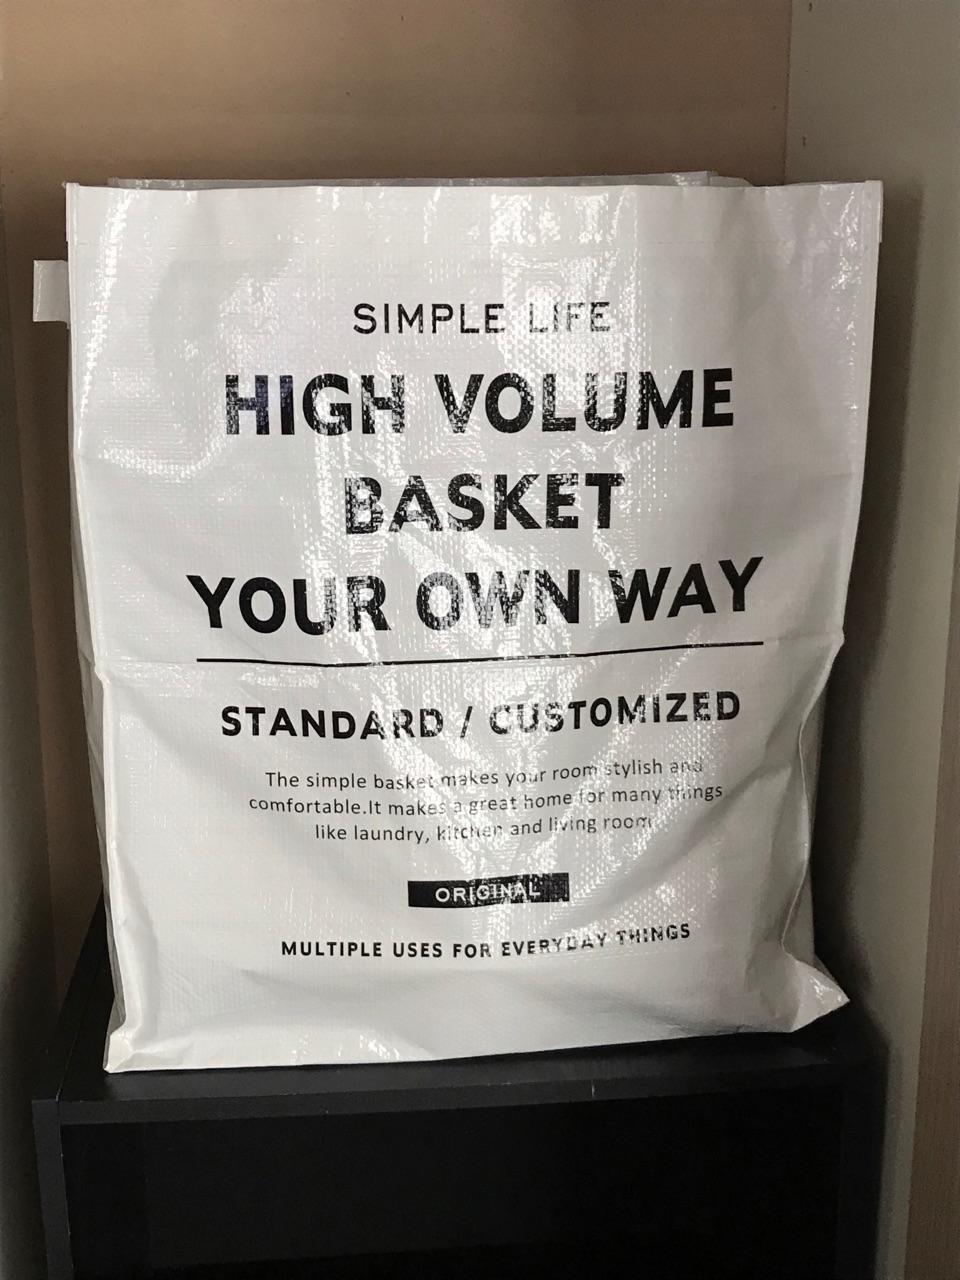 SIMPLE LIFE
HIGH VOLUME
BASKET
YOUR OWN WAY
STANDARD / CUSTOMIZED
The simple basket makes your room stylish and
comfortable.It makes a great home for many things
like laundry, kitchen and living room
ORIGINAL
MULTIPLE USES FOR EVERYDAY THINGS